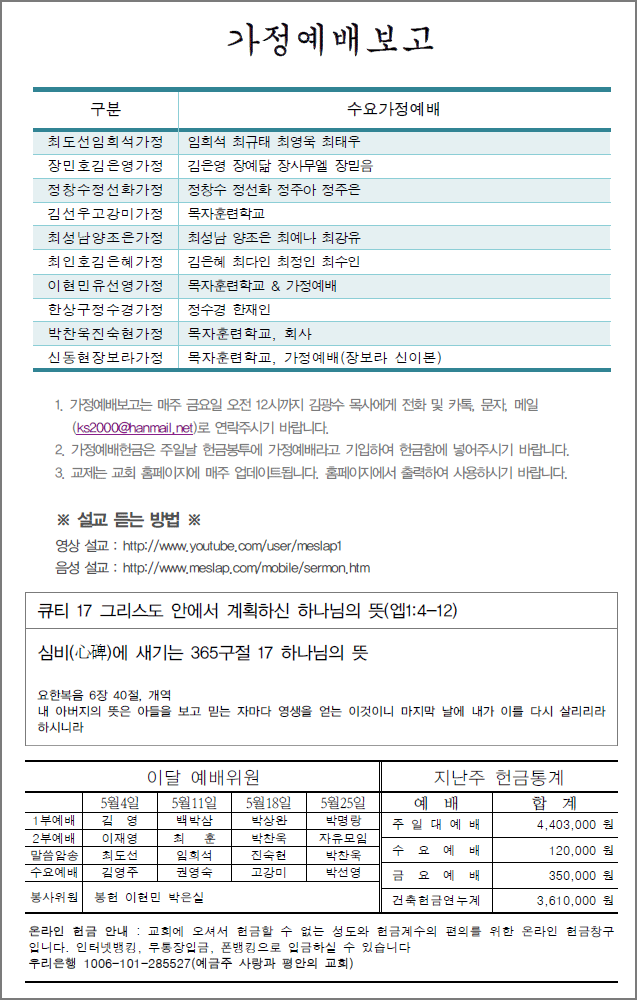 가정예배보고
구분 수요가정예배
최도선임희석가정 임희석 최규태 최영욱 최태우
장민호김은영가정 김은영 장예닮 장사무엘 장믿음
정창수정선화가정 정창수 정선화 정주아 정주은
김선우고강미가정 목자훈련학교
최성남양조은가정 최성남 양조은 최예나 최강유
최인호김은혜가정 김은혜 최다인 최정인 최수인
이현민유선영가정 목자훈련학교 & 가정예배
한상구정수경가정 정수경 한재인
박찬욱진숙현가정 목자훈련학교, 회사
신동현장보라가정 목자훈련학교, 가정예배(장보라 신이본)
1. 가정예배보고는 매주 금요일 오전 12시까지 김광수 목사에게 전화 및 카톡, 문자, 메일
(ks2000@hanmail.net)로 연락주시기 바랍니다.
2. 가정예배헌금은 주일날 헌금봉투에 가정예배라고 기입하여 헌금함에 넣어주시기 바랍니다.
3. 교제는 교회 홈페이지에 매주 업데이트됩니다. 홈페이지에서 출력하여 사용하시기 바랍니다.
※ 설교 듣는 방법 ※
영상 설교 : http://www.youtube.com/user/meslap1
음성 설교 : http://www.meslap.com/mobile/sermon.htm
큐티 17 그리스도 안에서 계획하신 하나님의 뜻(엡1:4-12)
심비(心碑)에 새기는 365구절 17 하나님의 뜻
요한복음 6장 40절, 개역
내 아버지의 뜻은 아들을 보고 믿는 자마다 영생을 얻는 이것이니 마지막 날에 내가 이를 다시 살리리라
하시니라
이달 예배위원
5월4일 5월11일 5월18일 5월25일
1부예배 김 영 백박삼 박상완 박명랑
2부예배 이재영 최 훈 박찬욱 자유모임
말씀암송 최도선 임희석 진숙현 박찬욱
수요예배 김영주 권영숙 고강미 박선영
봉사위원 봉헌 이현민 박은실
지난주 헌금통계
예 배 합 계
주일대예배 4,403,000 원
수 요 예 배 120,000 원
금 요 예 배 350,000 원
건축헌금연누계 3,610,000 원
온라인 헌금 안내 : 교회에 오셔서 헌금할 수 없는 성도와 헌금계수의 편의를 위한 온라인 헌금창구
입니다. 인터넷뱅킹, 무통장입금, 폰뱅킹으로 입금하실 수 있습니다
우리은행 1006-101-285527(예금주 사랑과 평안의 교회)